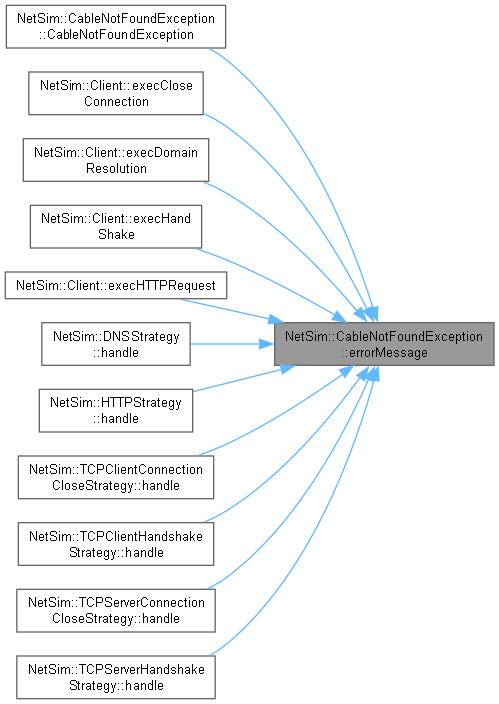 NetSim::CableNotFoundException
::CableNotFoundException
NetSim::Client::execClose
Connection
NetSim::Client::execDomain
Resolution
NetSim::Client::execHand
Shake
NetSim::Client::execHTTPRequest
NetSim::DNSStrategy
::handle
NetSim::HTTPStrategy
::handle
NetSim::TCPClientConnection
CloseStrategy::handle
NetSim::TCPClientHandshake
Strategy::handle
NetSim::TCPServerConnection
CloseStrategy::handle
NetSim::TCPServerHandshake
Strategy::handle
NetSim::CableNotFoundException
::errorMessage